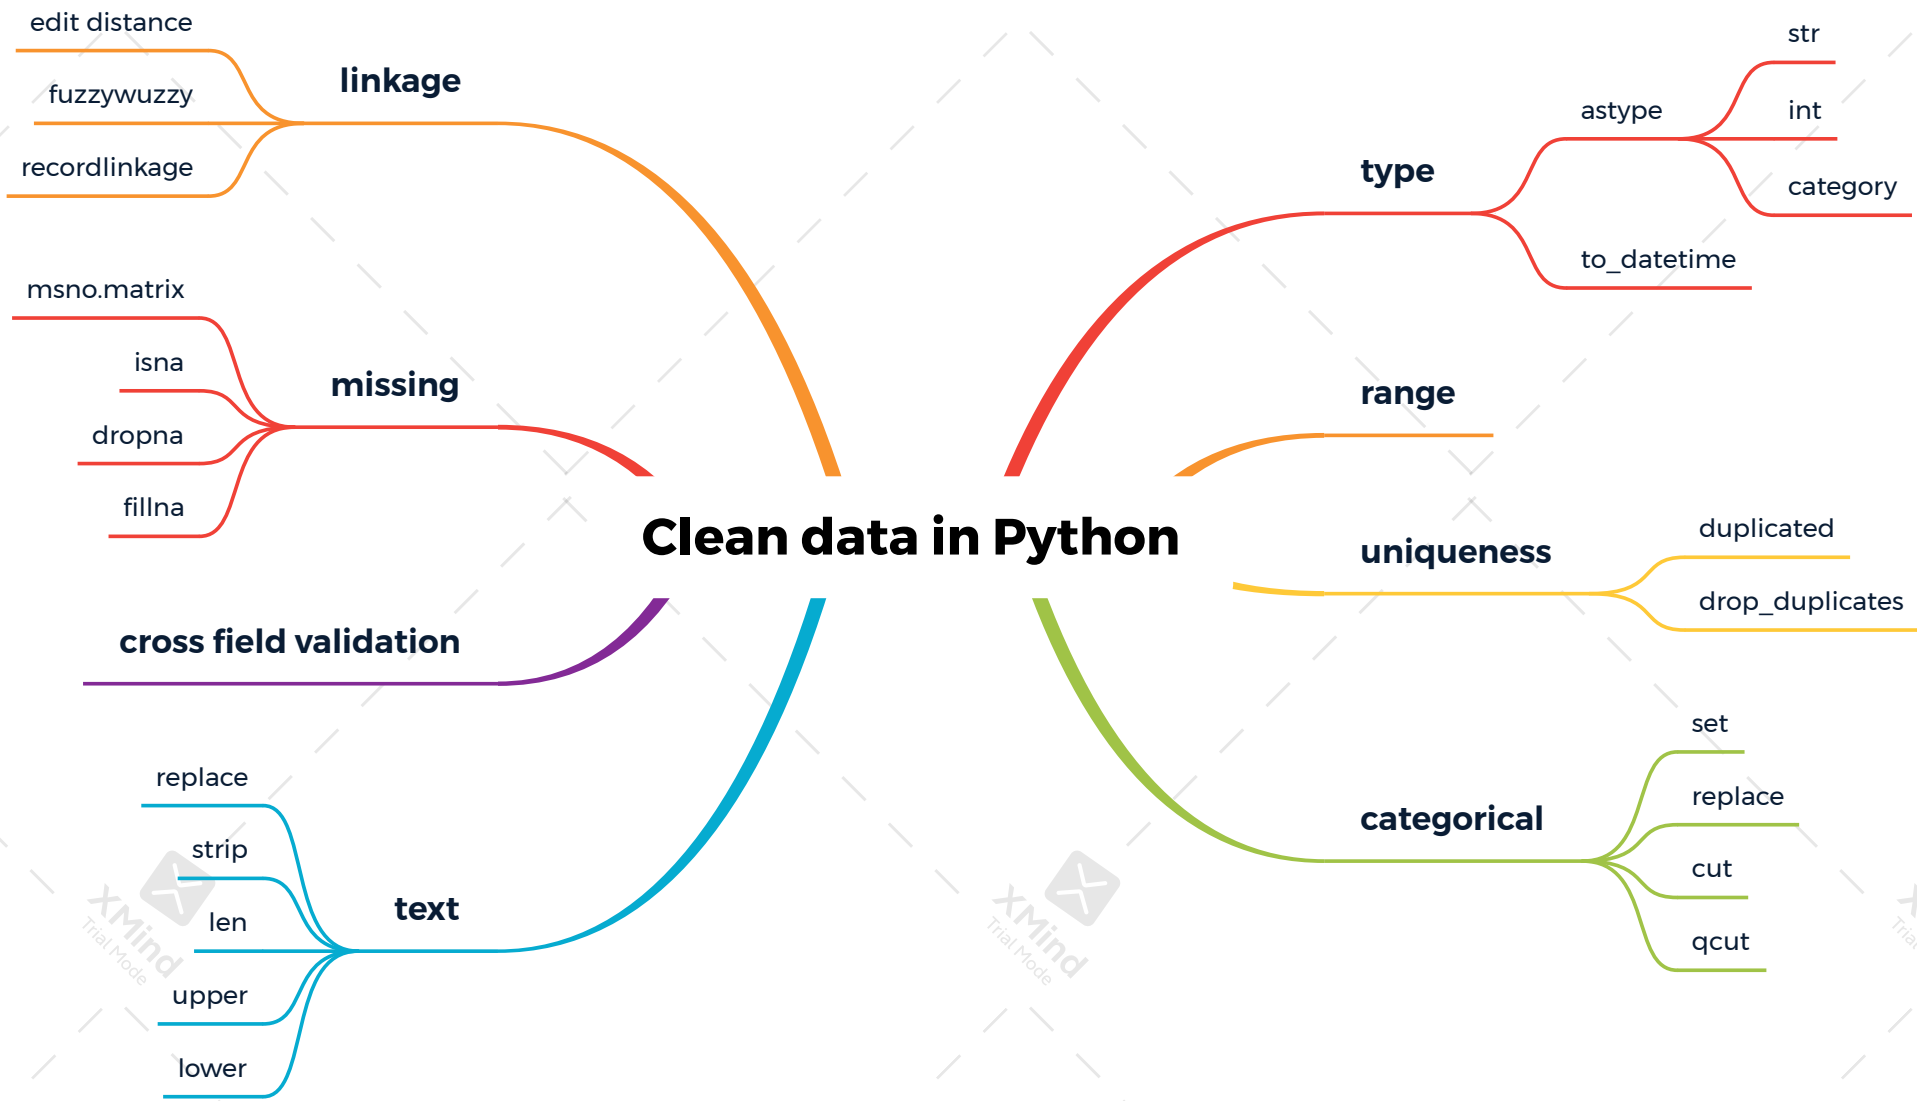 Clean data in Python
type
astype
str
int
category
to_datetime
range
uniqueness
duplicated
drop_duplicates
categorical
set
replace
cut
qcut
linkage
edit distance
fuzzywuzzy
recordlinkage
missing
msno.matrix
isna
dropna
fillna
cross field validation
text
replace
strip
len
upper
lower
XMind
Trial Mode
XMind
Trial Mode